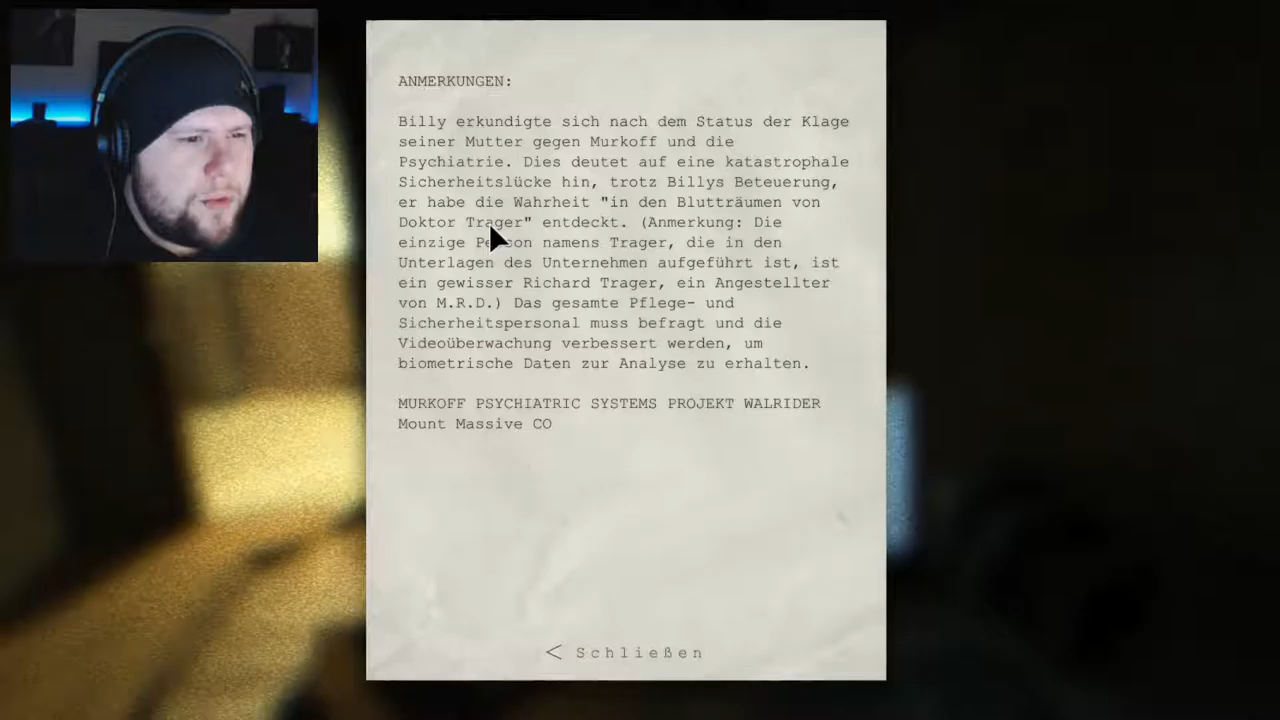 ANMERKUNGEN:
Billy erkundigte sich nach dem Status der Klage
seiner Mutter gegen Murkoff und die
Psychiatrie. Dies deutet auf eine katastrophale
Sicherheitslücke hin, trotz Billys Beteuerung,
er habe die Wahrheit "in den Blutträumen von
Doktor Trager" entdeckt. (Anmerkung: Die
einzige Person namens Trager, die in den
Unterlagen des Unternehmen aufgeführt ist, ist
ein gewisser Richard Trager, ein Angestellter
von M.R.D.) Das gesamte Pflege- und
Sicherheitspersonal muss befragt und die
Videoüberwachung verbessert werden, um
biometrische Daten zur Analyse zu erhalten.
MURKOFF PSYCHIATRIC SYSTEMS PROJEKT WALRIDER
Mount Massive CO
< Schließen